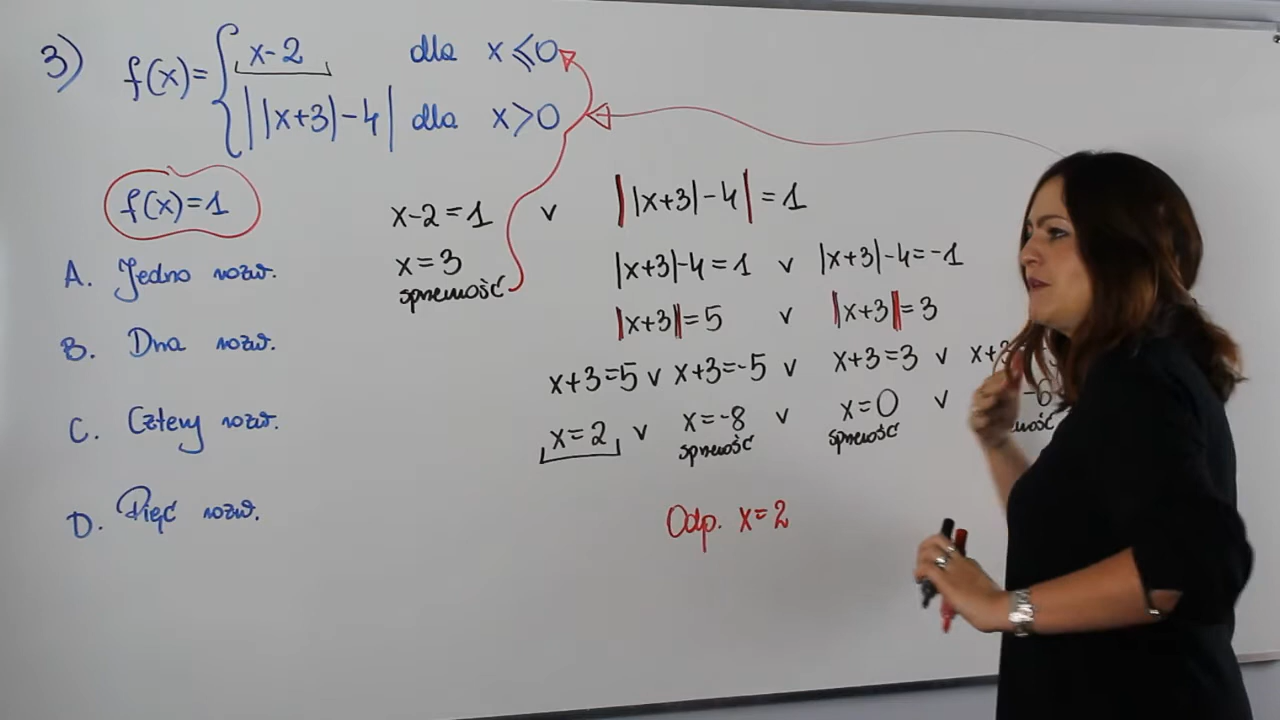 3) f(x)= { x-2 dla x⩽0
||x+3|-4| dla x>0
f(x)=1
x-2=1 v ||x+3|-4|=1
x=3
sprzeczność
|x+3|-4=1 v |x+3|-4=-1
|x+3|=5 v |x+3|=3
x+3=5 v x+3=-5 v x+3=3 v x+3
x=2 v x=-8 v x=0 v -6
sprzeczność sprzeczność
A. Jedno rozw.
B. Dwa rozw.
C. Cztery rozw.
D. Pięć rozw.
Odp. x=2